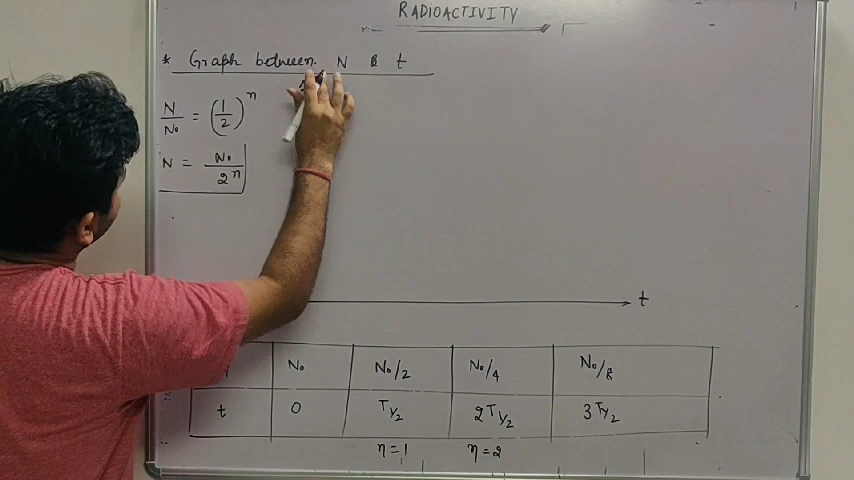 RADIOACTIVITY
* Graph between N & t
N/N₀ = (1/2)^n
N = N₀/2^n
t
N₀ N₀/2 N₀/4 N₀/8
t 0 T½ 2T½ 3T½
n=1 n=2